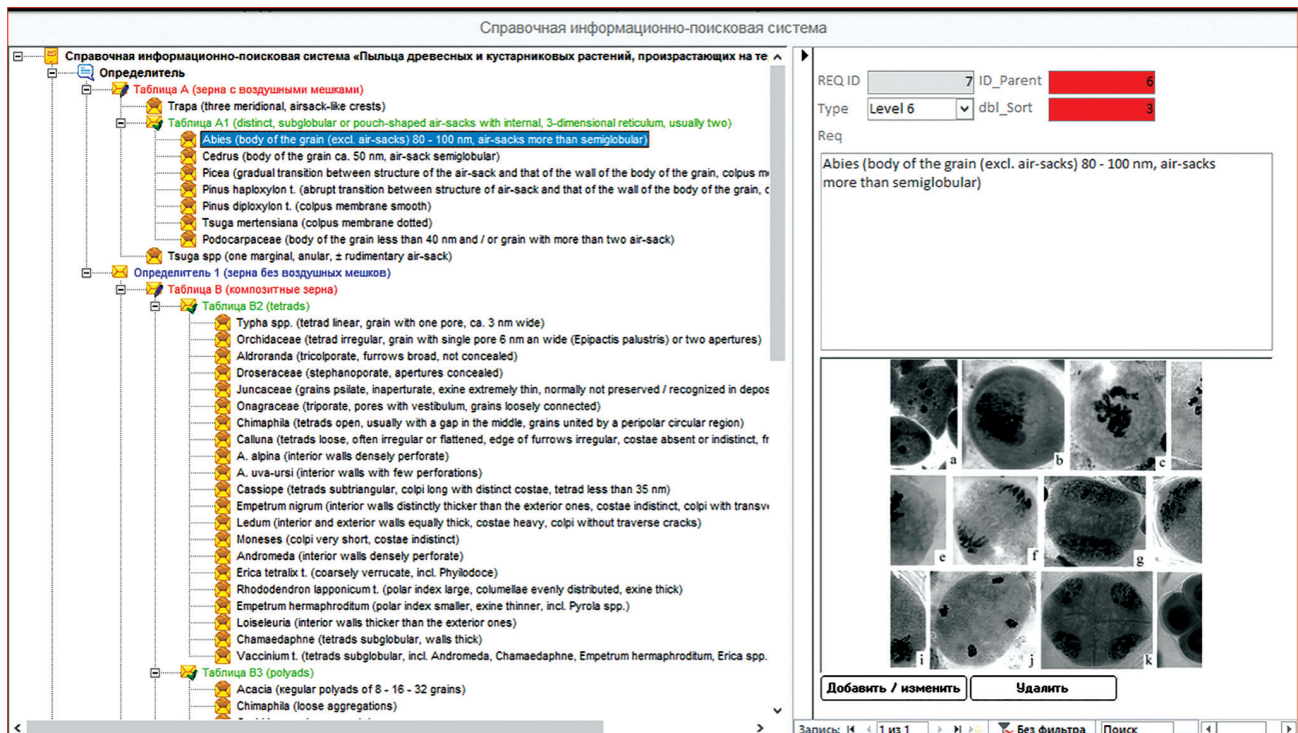 Справочная информационно-поисковая система
Справочная информационно-поисковая система «Пыльца древесных и кустарниковых растений, произрастающих на те
Определитель
Таблица А (зерна с воздушными мешками)
Trapa (three meridional, airsack-like crests)
Таблица А1 (distinct, subglobular or pouch-shaped air-sacks with internal, 3-dimensional reticulum, usually two)
Abies (body of the grain (excl. air-sacks) 80 - 100 nm, air-sacks more than semiglobular)
Cedrus (body of the grain ca. 50 nm, air-sack semiglobular)
Picea (gradual transition between structure of the air-sack and that of the wall of the body of the grain, colpus m
Pinus haploxylon t. (abrupt transition between structure of air-sack and that of the wall of the body of the grain, c
Pinus diploxylon t. (colpus membrane smooth)
Tsuga mertensiana (colpus membrane dotted)
Podocarpaceae (body of the grain less than 40 nm and / or grain with more than two air-sack)
Tsuga spp (one marginal, anular, ± rudimentary air-sack)
Определитель 1 (зерна без воздушных мешков)
Таблица В (композитные зерна)
Таблица В2 (tetrads)
Typha spp. (tetrad linear, grain with one pore, ca. 3 nm wide)
Orchidaceae (tetrad irregular, grain with single pore 6 nm an wide (Epipactis palustris) or two apertures)
Aldroranda (tricolporate, furrows broad, not concealed)
Droseraceae (stephanoporate, apertures concealed)
Juncaceae (grains psilate, inaperturate, exine extremely thin, normally not preserved / recognized in depos
Onagraceae (triporate, pores with vestibulum, grains loosely connected)
Chimaphila (tetrads open, usually with a gap in the middle, grains united by a peripolar circular region)
Calluna (tetrads loose, often irregular or flattened, edge of furrows irregular, costae absent or indistinct, fr
A. alpina (interior walls densely perforate)
A. uva-ursi (interior walls with few perforations)
Cassiope (tetrads subtriangular, colpi long with distinct costae, tetrad less than 35 nm)
Empetrum nigrum (interior walls distinctly thicker than the exterior ones, costae indistinct, colpi with transv
Ledum (interior and exterior walls equally thick, costae heavy, colpi without traverse cracks)
Moneses (colpi very short, costae indistinct)
Andromeda (interior walls densely perforate)
Erica tetralix t. (coarsely verrucate, incl. Phyllodoce)
Rhododendron lapponicum t. (polar index large, columellae evenly distributed, exine thick)
Empetrum hermaphroditum (polar index smaller, exine thinner, incl. Pyrola spp.)
Loiseleuria (interior walls thicker than the exterior ones)
Chamaedaphne (tetrads subglobular, walls thick)
Vaccinium t. (tetrads subglobular, incl. Andromeda, Chamaedaphne, Empetrum hermaphroditum, Erica spp.
Таблица В3 (polyads)
Acacia (кegular polyads of 8 - 16 - 32 grains)
Chimaphila (loose aggregations)
REQ ID 7 ID_Parent 6
Type Level 6 dbl_Sort 3
Req
Abies (body of the grain (excl. air-sacks) 80 - 100 nm, air-sacks
more than semiglobular)
a b c
e f g
i j k
Добавить / изменить Удалить
Запись: 1 из 1 Без фильтра Поиск